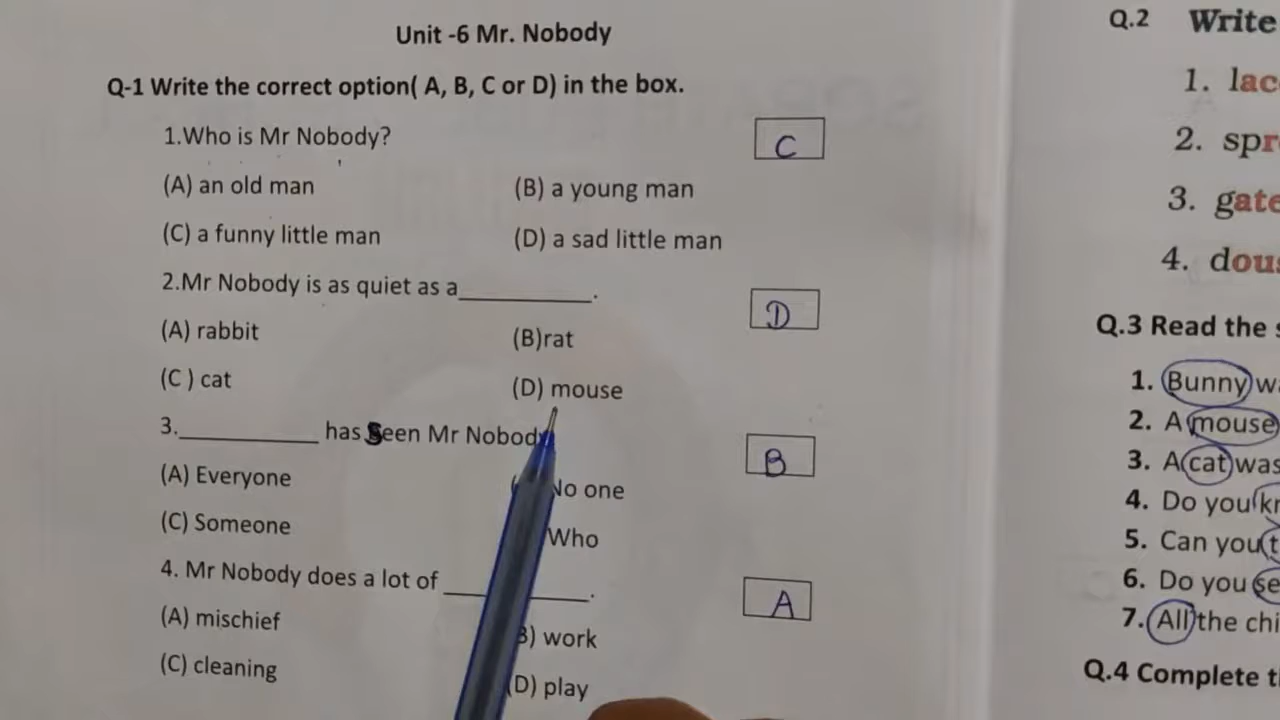 Unit -6 Mr. Nobody
Q-1 Write the correct option( A, B, C or D) in the box.
1.Who is Mr Nobody?
C
(A) an old man
(B) a young man
(C) a funny little man
(D) a sad little man
2.Mr Nobody is as quiet as a__________.
D
(A) rabbit
(B)rat
(C ) cat
(D) mouse
3.__________ has Seen Mr Nobody
B
(A) Everyone
No one
(C) Someone
Who
4. Mr Nobody does a lot of __________.
A
(A) mischief
B) work
(C) cleaning
(D) play
Q.2 Write
1. lac
2. spr
3. gate
4. dous
Q.3 Read the
1. Bunny
2. A mouse
3. A cat was
4. Do you
5. Can you
6. Do you se
7. All the chi
Q.4 Complete